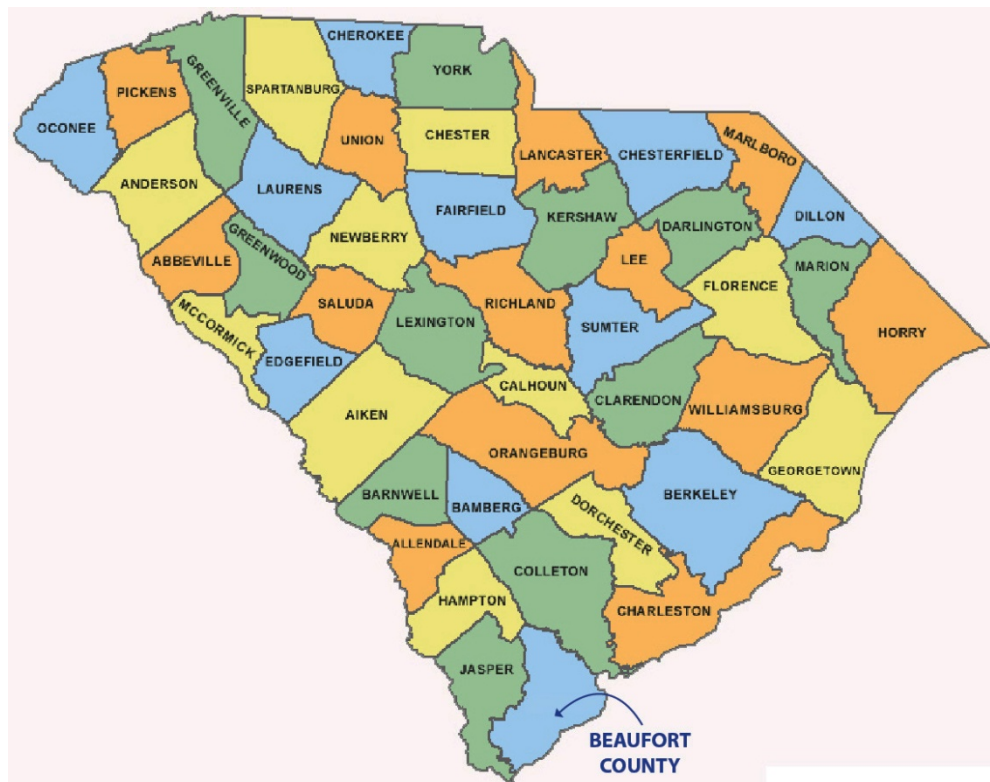 CHEROKEE
GREENVILLE
YORK
PICKENS
SPARTANBURG
OCONEE
UNION
CHESTER
LANCASTER
CHESTERFIELD
MARLBORO
ANDERSON
LAURENS
FAIRFIELD
KERSHAW
DARLINGTON
DILLON
NEWBERRY
GREENWOOD
ABBEVILLE
LEE
MARION
FLORENCE
SALUDA
RICHLAND
MCCORMICK
LEXINGTON
SUMTER
HORRY
EDGEFIELD
CALHOUN
CLARENDON
AIKEN
WILLIAMSBURG
ORANGEBURG
GEORGETOWN
BARNWELL
BAMBERG
BERKELEY
DORCHESTER
ALLENDALE
COLLETON
HAMPTON
CHARLESTON
JASPER
BEAUFORT
COUNTY